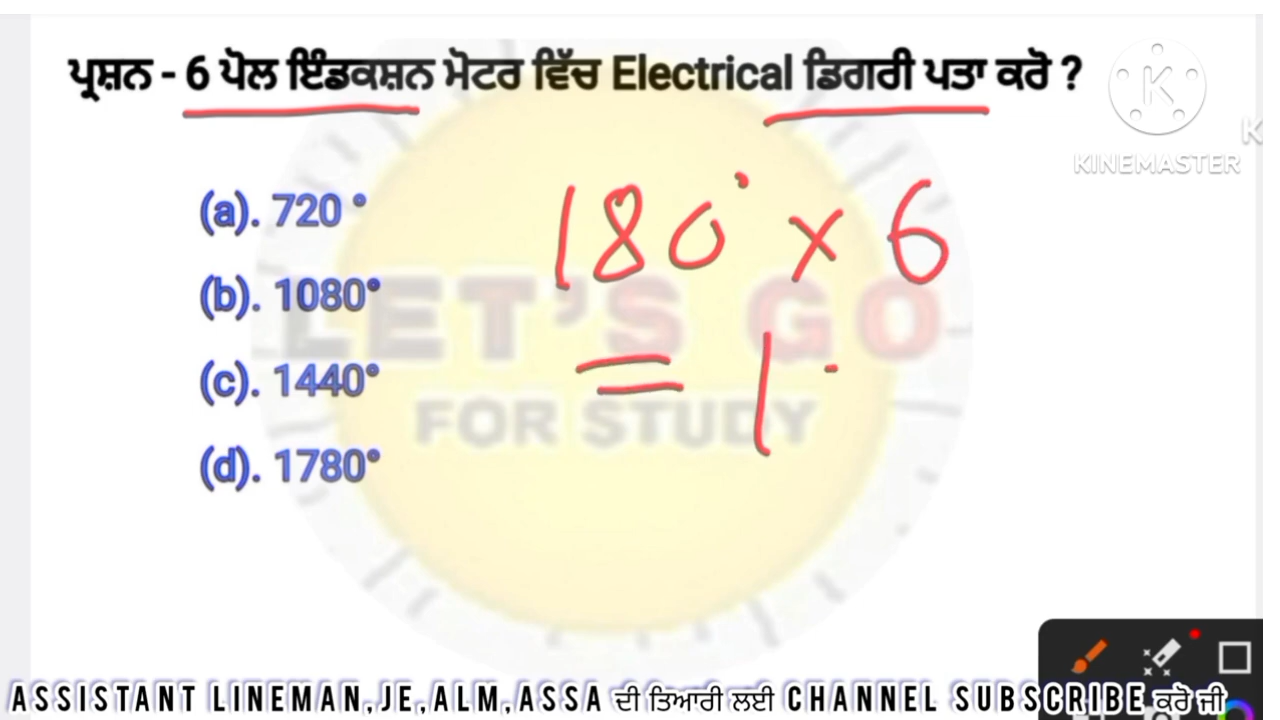 ਪ੍ਰਸ਼ਨ - 6 ਪੋਲ ਇੰਡਕਸ਼ਨ ਮੋਟਰ ਵਿੱਚ Electrical ਡਿਗਰੀ ਪਤਾ ਕਰੋ ?
K
KINEMASTER
K
(a). 720 °
180° × 6
(b). 1080°
LET'S GO
= 1
(c). 1440°
FOR STUDY
(d). 1780°
ASSISTANT LINEMAN,JE,ALM,ASSA ਦੀ ਤਿਆਰੀ ਲਈ CHANNEL SUBSCRIBE ਕਰੋ ਜੀ